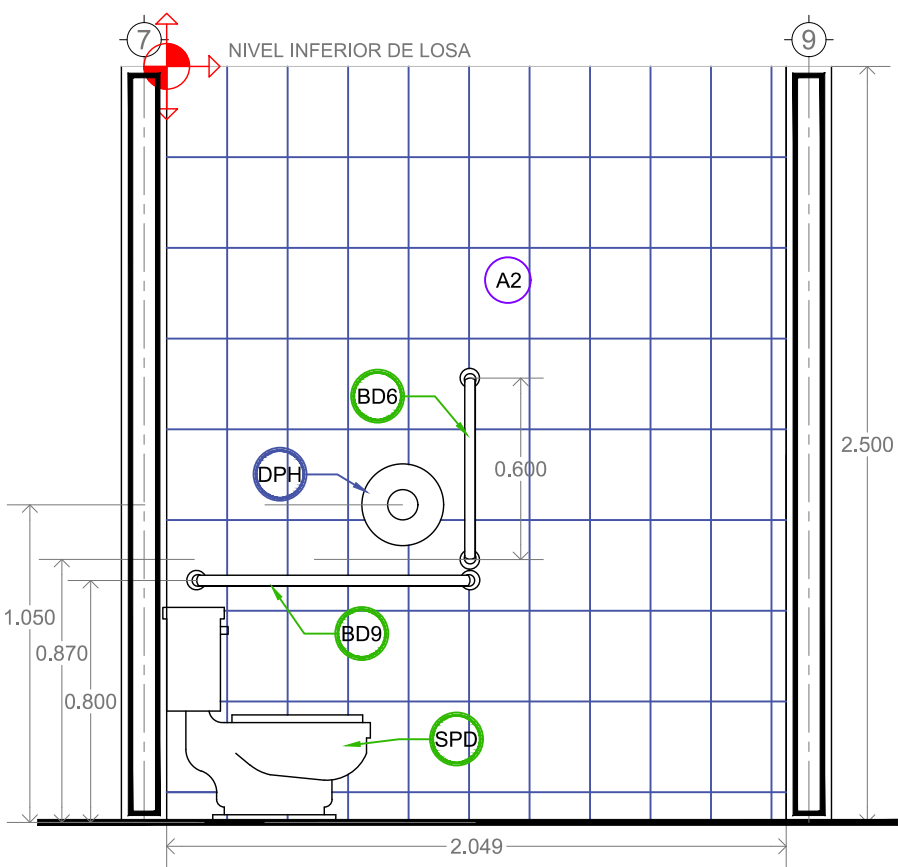 7
9
NIVEL INFERIOR DE LOSA
A2
BD6
2.500
DPH
0.600
1.050
BD9
0.870
0.800
SPD
2.049